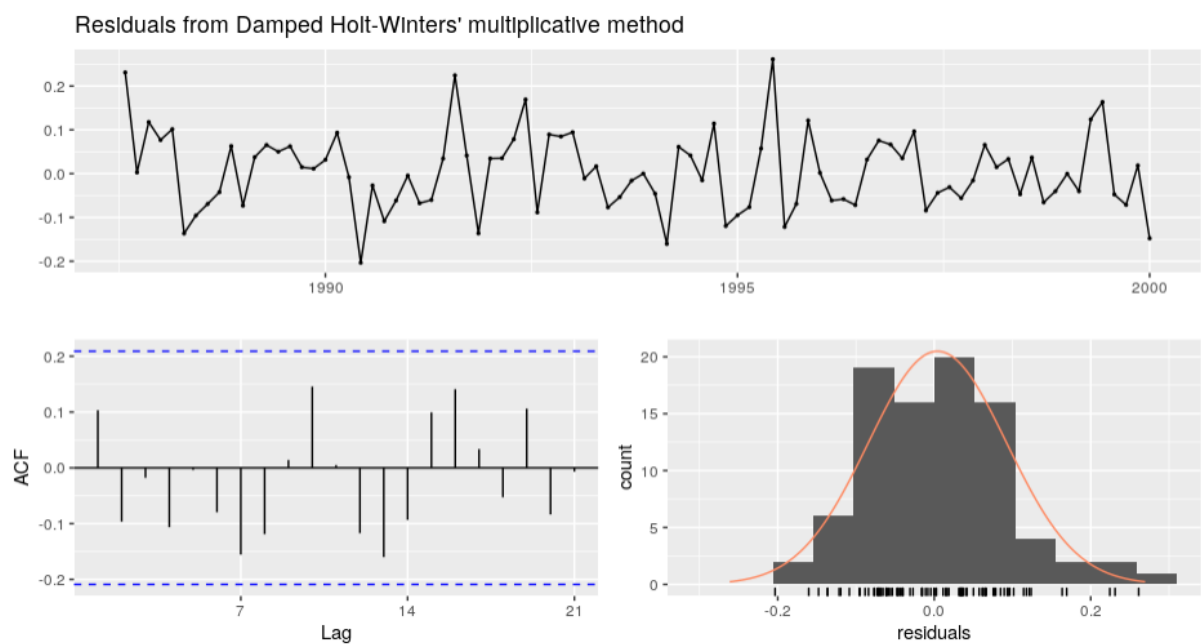 Residuals from Damped Holt-Winters' multiplicative method
0.2
0.1
0.0
-0.1
-0.2
1990 1995 2000
ACF
0.2
0.1
0.0
-0.1
-0.2
7 14 21
Lag
count
20
15
10
5
0
-0.2 0.0 0.2
residuals